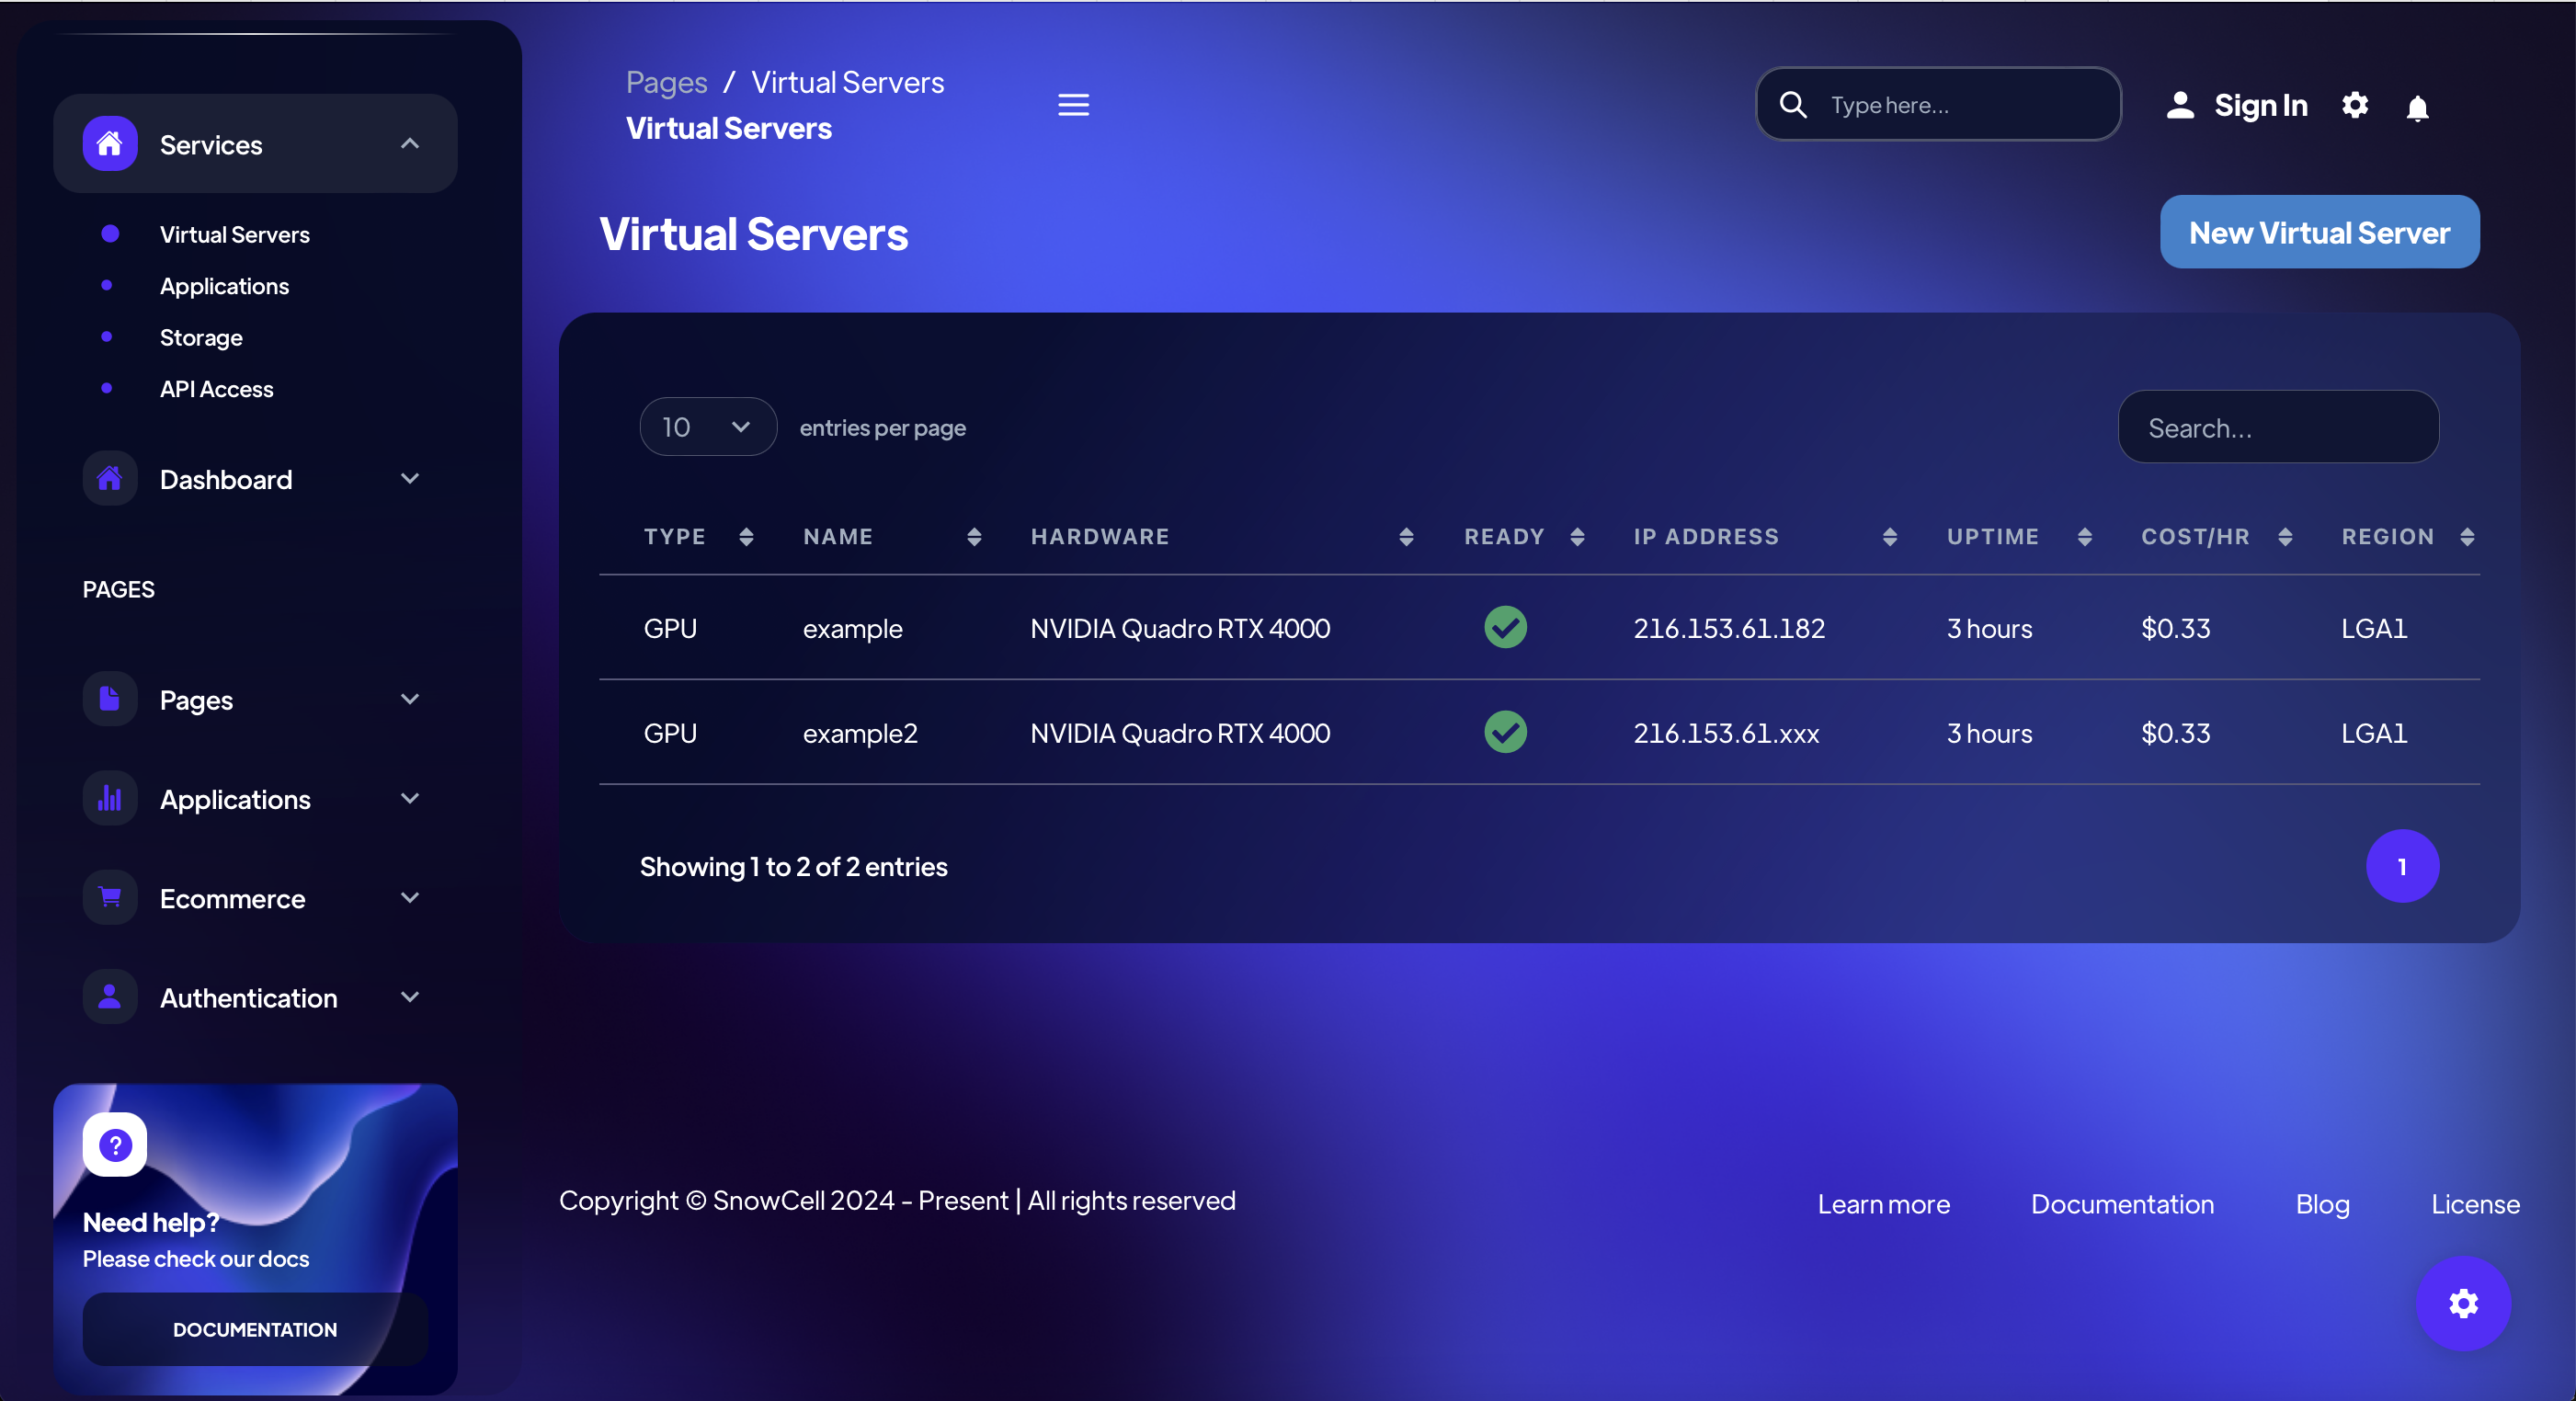 Services
Virtual Servers
Applications
Storage
API Access
Dashboard
PAGES
Pages
Applications
Ecommerce
Authentication
?
Need help?
Please check our docs
DOCUMENTATION
Pages / Virtual Servers
Virtual Servers
Type here...
Sign In
Virtual Servers
New Virtual Server
10 entries per page
Search...
TYPE NAME HARDWARE READY IP ADDRESS UPTIME COST/HR REGION
GPU example NVIDIA Quadro RTX 4000 216.153.61.182 3 hours $0.33 LGA1
GPU example2 NVIDIA Quadro RTX 4000 216.153.61.xxx 3 hours $0.33 LGA1
Showing 1 to 2 of 2 entries
1
Copyright © SnowCell 2024 - Present | All rights reserved
Learn more Documentation Blog License